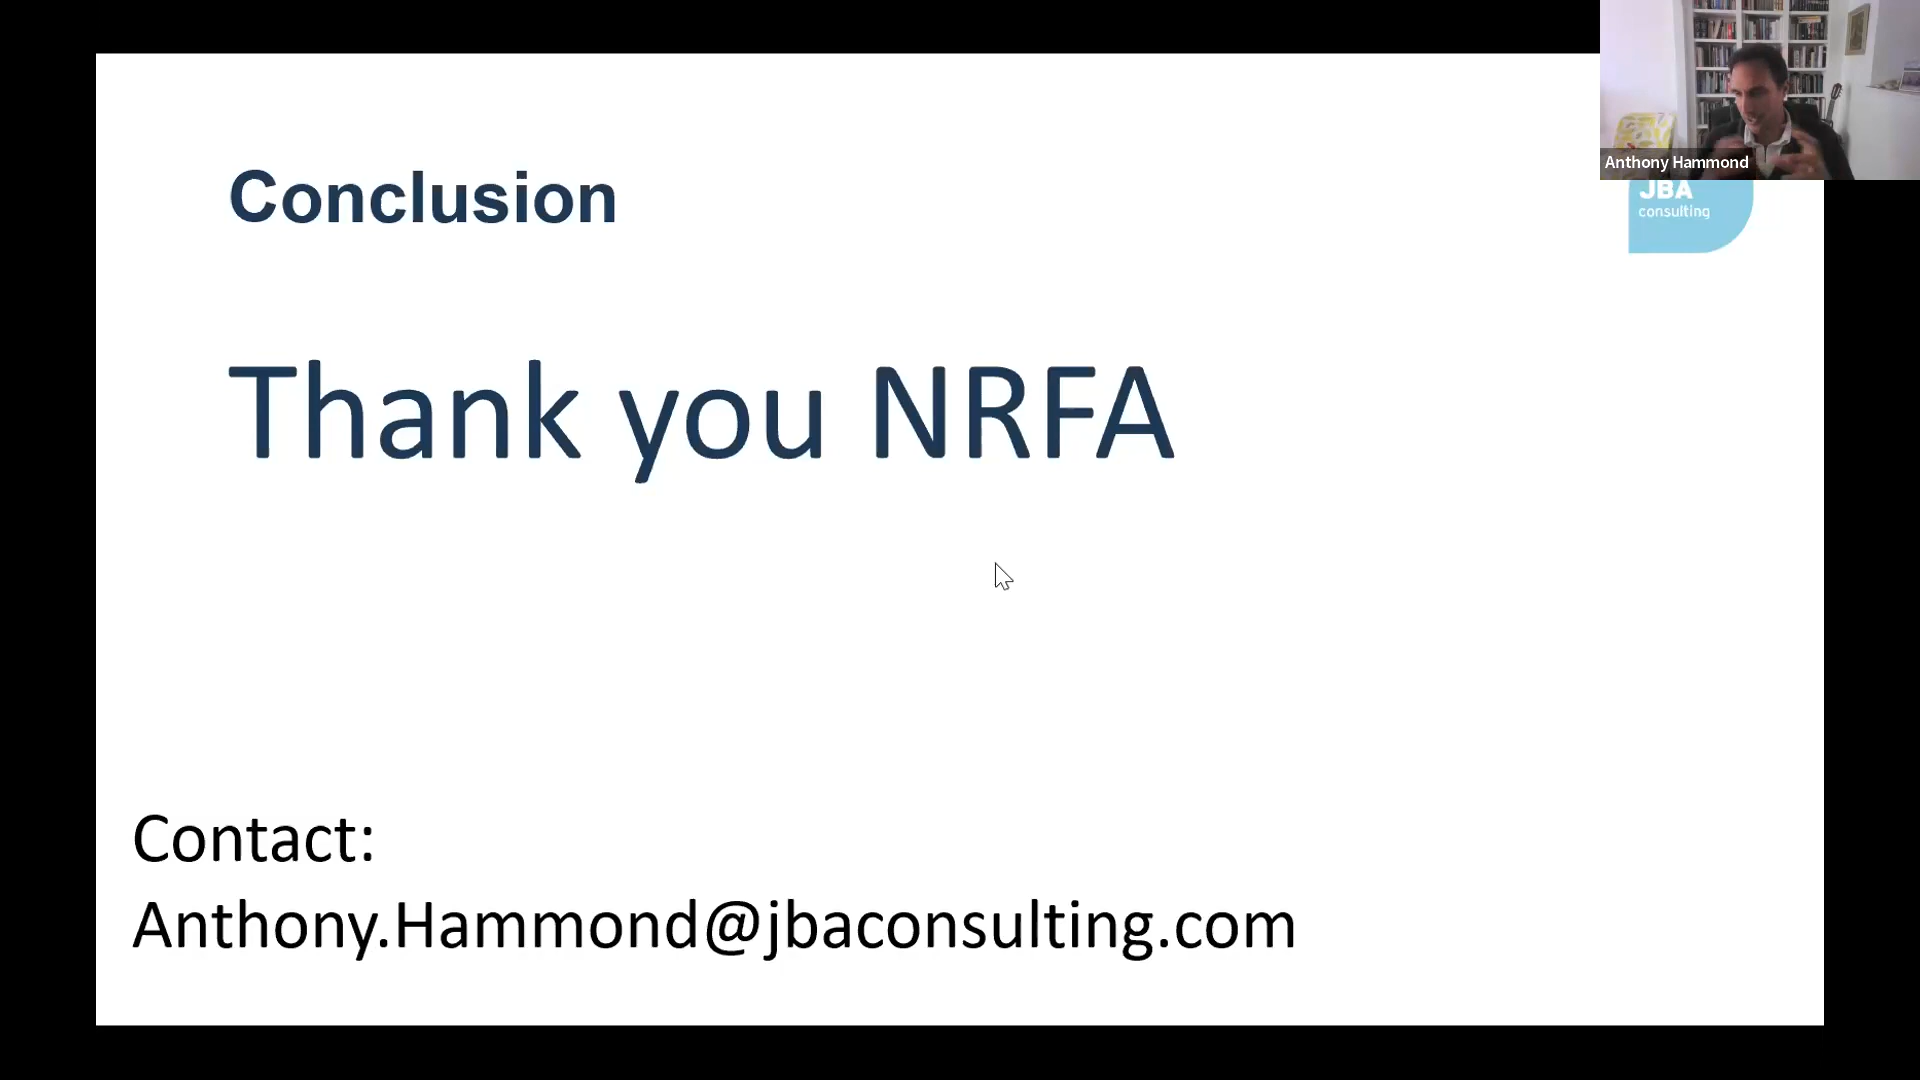 Anthony Hammond
JBA
consulting
Conclusion
Thank you NRFA
Contact:
Anthony.Hammond@jbaconsulting.com